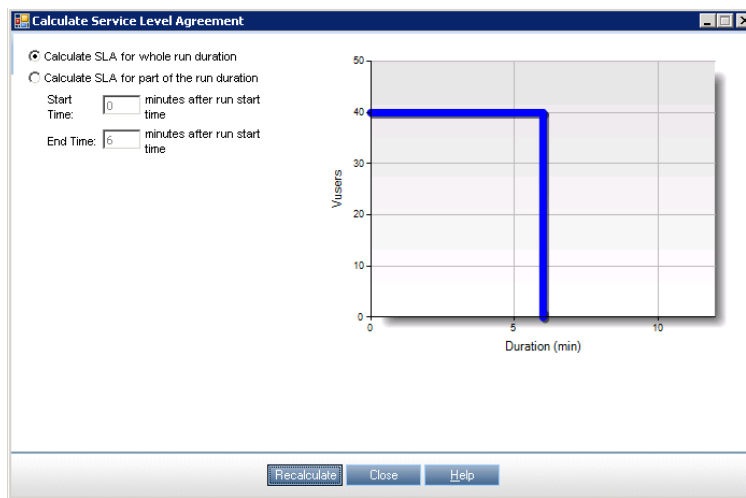 Calculate Service Level Agreement
Calculate SLA for whole run duration
Calculate SLA for part of the run duration
Start Time:
0
minutes after run start time
End Time:
6
minutes after run start time
50
40
30
20
10
0
Vusers
0
5
10
Duration (min)
Recalculate
Close
Help